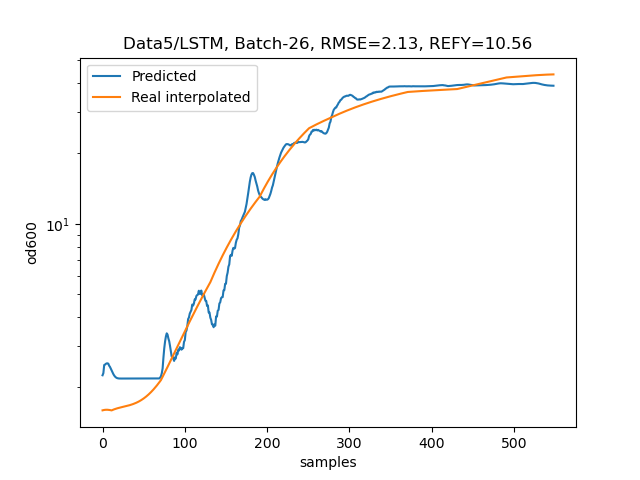 Data5/LSTM, Batch-26, RMSE=2.13, REFY=10.56
Predicted
Real interpolated
10¹
od600
0 100 200 300 400 500
samples